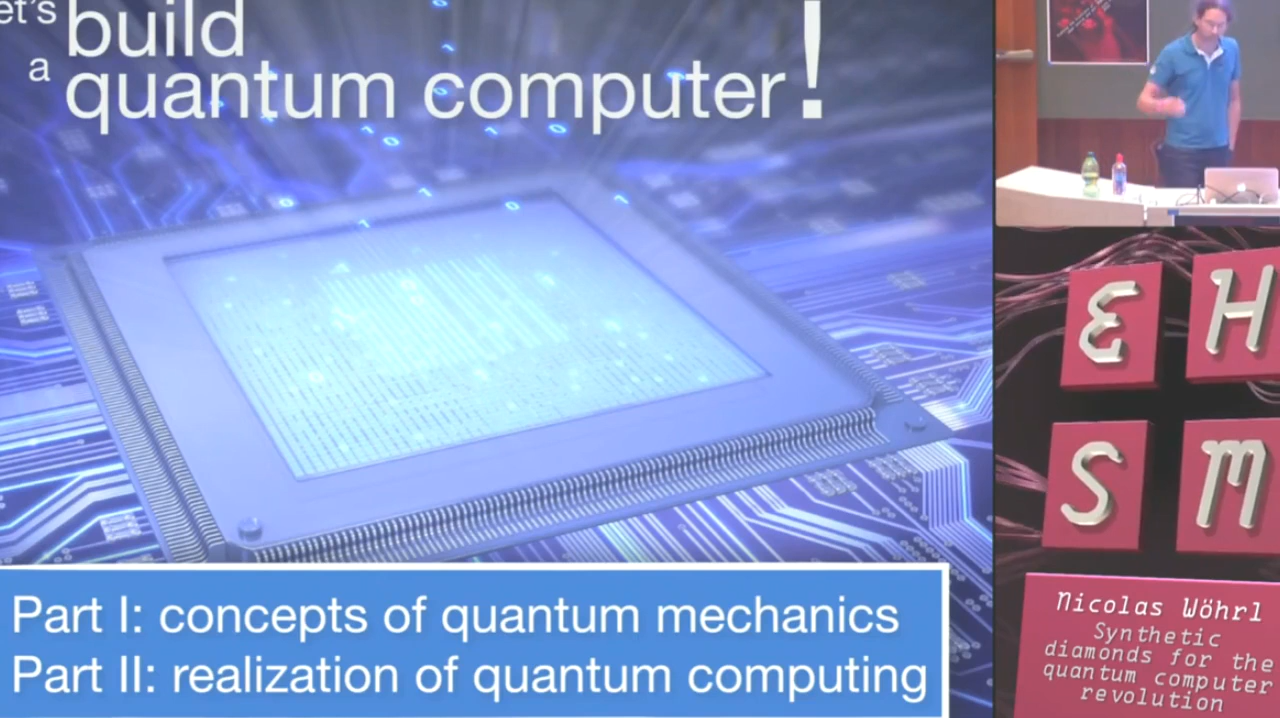 et's build
a quantum computer!
Part I: concepts of quantum mechanics
Part II: realization of quantum computing
E H
S M
Nicolas Wöhrl
Synthetic
diamonds for the
quantum computer
revolution